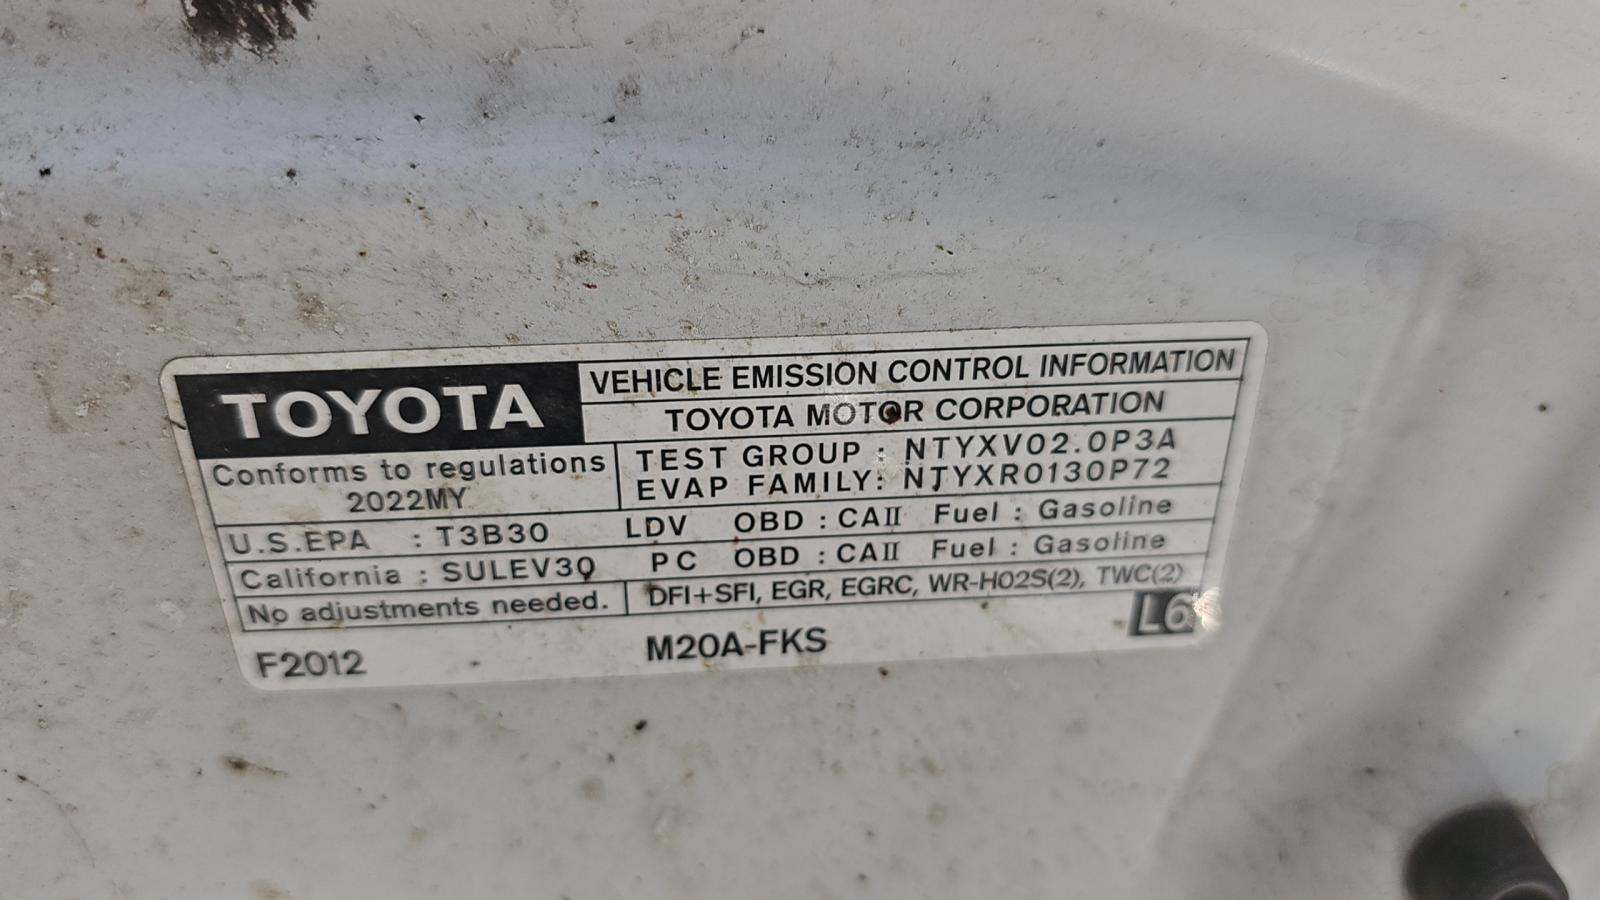 TOYOTA
VEHICLE EMISSION CONTROL INFORMATION
TOYOTA MOTOR CORPORATION
Conforms to regulations
2022MY
TEST GROUP : NTYXV02.0P3A
EVAP FAMILY: NTYXR0130P72
U.S.EPA : T3B30 LDV OBD : CAII Fuel : Gasoline
California : SULEV30 PC OBD : CAII Fuel : Gasoline
No adjustments needed. DFI+SFI, EGR, EGRC, WR-HO2S(2), TWC(2)
F2012 M20A-FKS L6